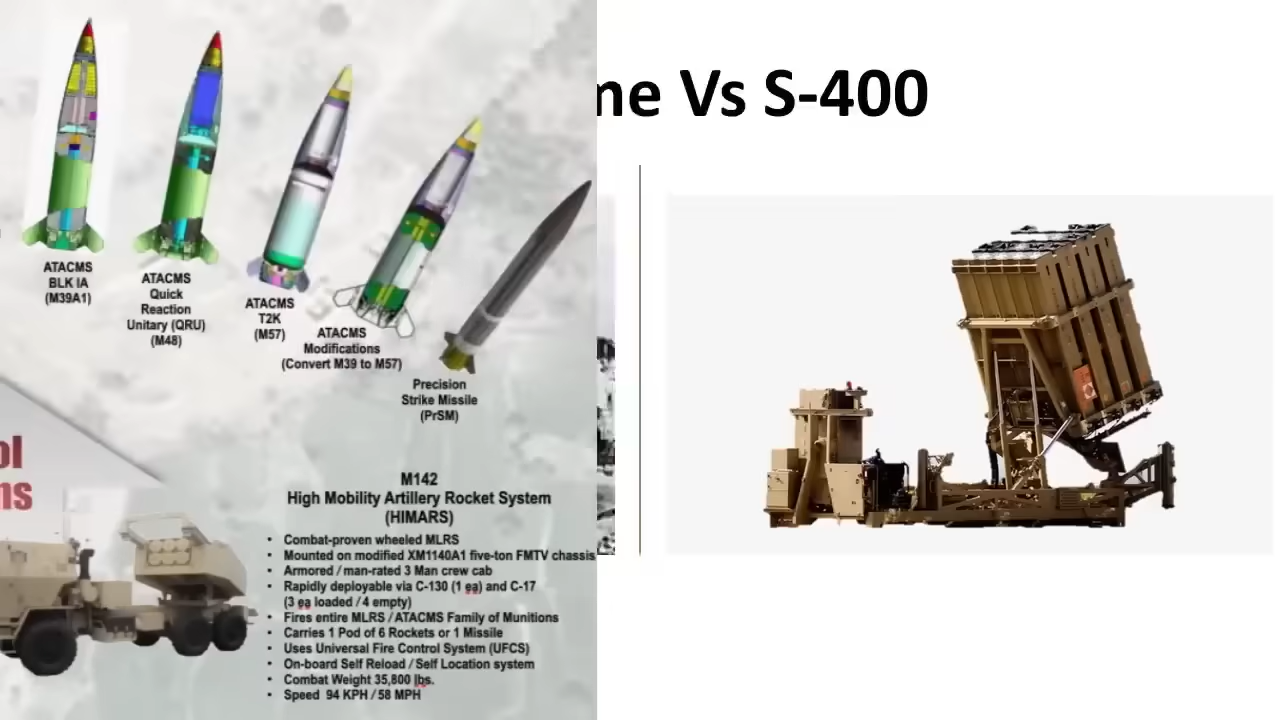 ne Vs S-400
ATACMS
BLK IA
(M39A1)
ATACMS
Quick
Reaction
Unitary (QRU)
(M48)
ATACMS
T2K
(M57)
ATACMS
Modifications
(Convert M39 to M57)
Precision
Strike Missile
(PrSM)
ol
ms
M142
High Mobility Artillery Rocket System
(HIMARS)
• Combat-proven wheeled MLRS
• Mounted on modified XM1140A1 five-ton FMTV chassis
• Armored / man-rated 3 Man crew cab
• Rapidly deployable via C-130 (1 ea) and C-17
(3 ea loaded / 4 empty)
• Fires entire MLRS / ATACMS Family of Munitions
• Carries 1 Pod of 6 Rockets or 1 Missile
• Uses Universal Fire Control System (UFCS)
• On-board Self Reload / Self Location system
• Combat Weight 35,800 lbs.
• Speed 94 KPH / 58 MPH